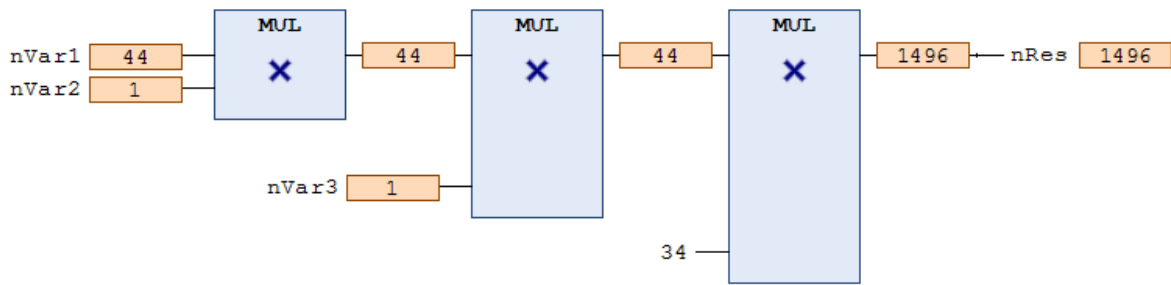 MUL MUL MUL
nVar1 44 44 44 1496 nRes 1496
nVar2 1
nVar3 1
34